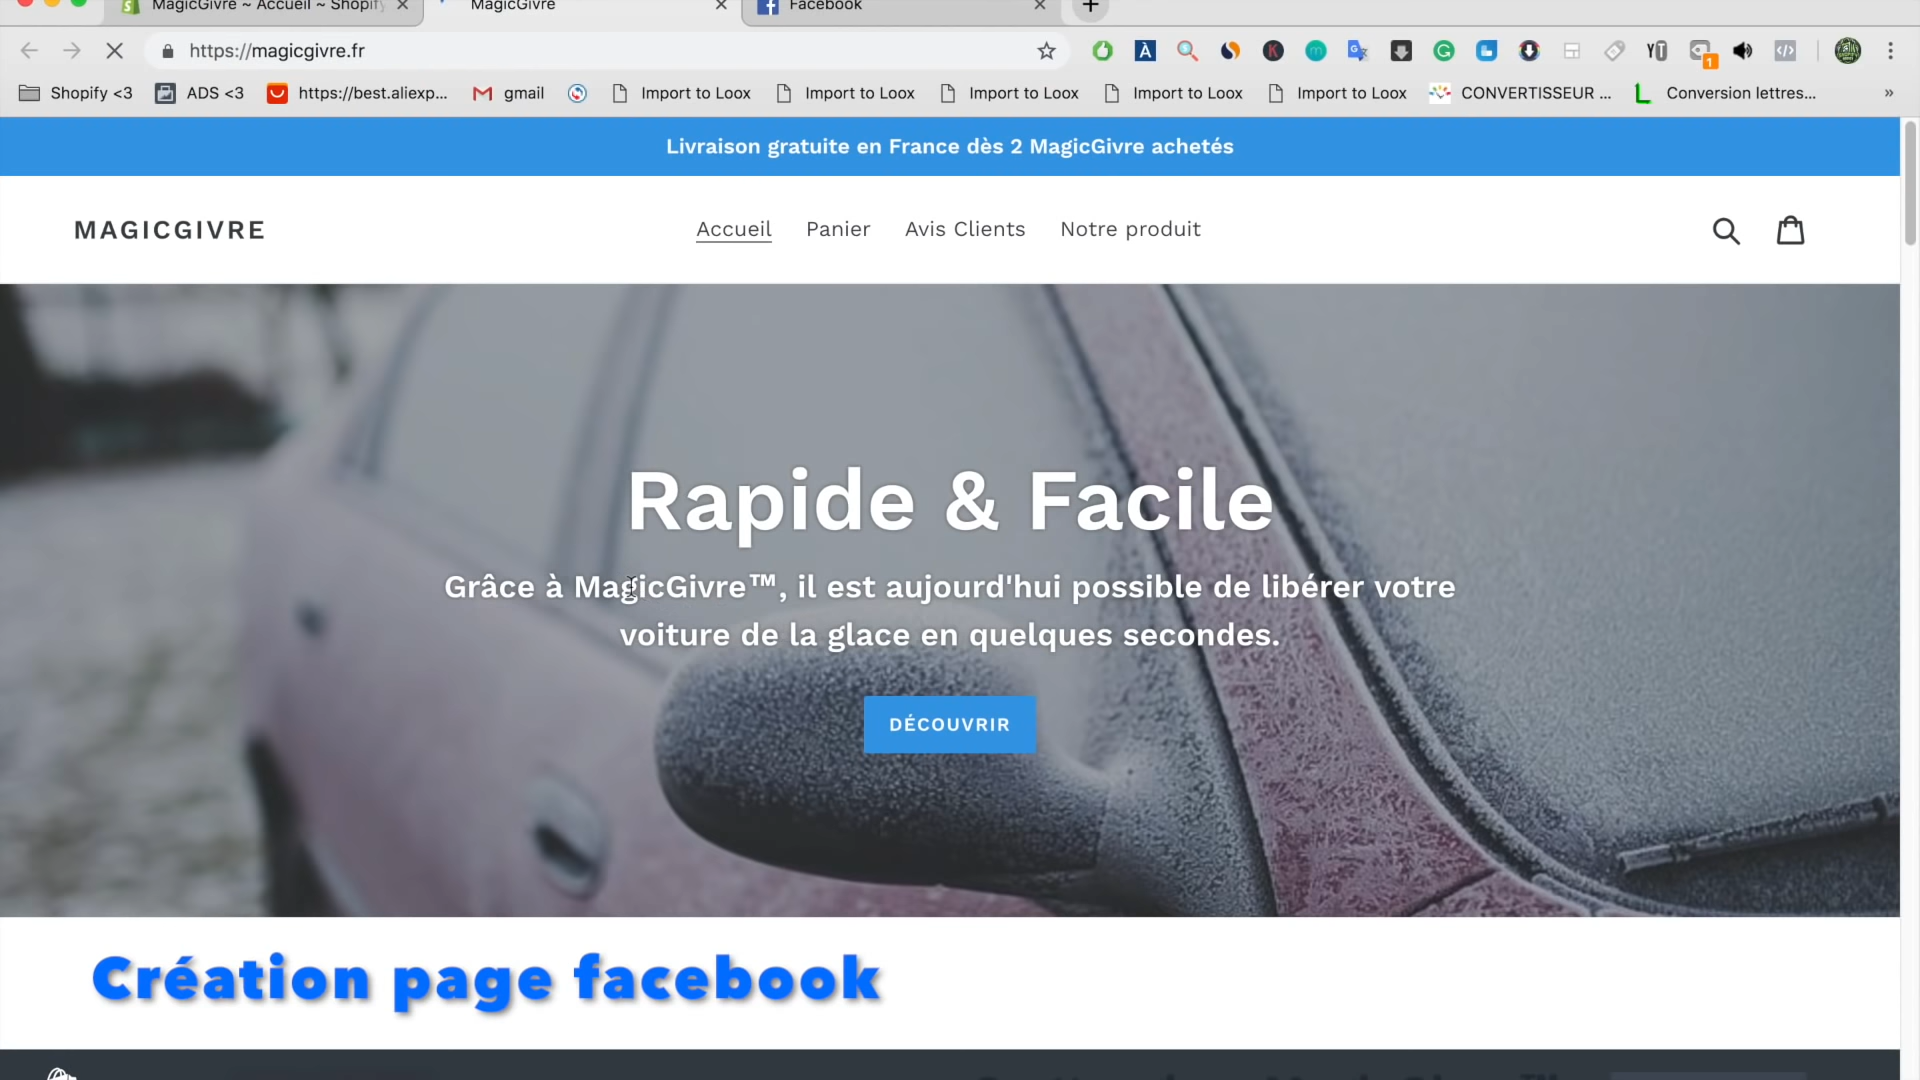 MagicGivre ~ Accueil ~ Shopify
MagicGivre
Facebook
https://magicgivre.fr
1
Shopify <3
ADS <3
https://best.aliexp...
gmail
Import to Loox
Import to Loox
Import to Loox
Import to Loox
Import to Loox
CONVERTISSEUR ...
Conversion lettres...
»
Livraison gratuite en France dès 2 MagicGivre achetés
MAGICGIVRE
Accueil
Panier
Avis Clients
Notre produit
Rapide & Facile
Grâce à MagicGivre™, il est aujourd'hui possible de libérer votre
voiture de la glace en quelques secondes.
DÉCOUVRIR
Création page facebook